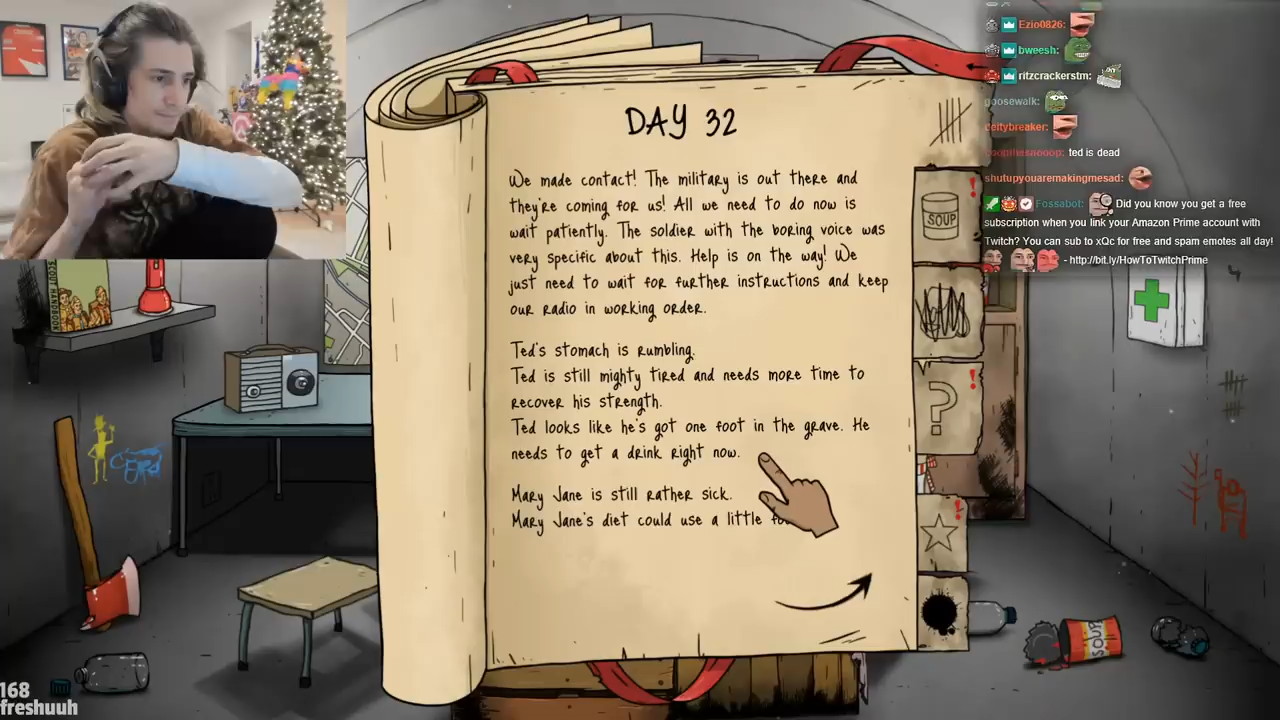 DAY 32
We made contact! The military is out there and
they're coming for us! All we need to do now is
wait patiently. The soldier with the boring voice was
very specific about this. Help is on the way! We
just need to wait for further instructions and keep
our radio in working order.
Ted's stomach is rumbling.
Ted is still mighty tired and needs more time to
recover his strength.
Ted looks like he's got one foot in the grave. He
needs to get a drink right now.
Mary Jane is still rather sick.
Mary Jane's diet could use a little
SOUP
!
!
?
!
Ezio0826:
bweesh:
ritzcrackerstm:
goosewalk:
deitybreaker:
ted is dead
shutupyouaremakingmesad:
Fossabot: Did you know you get a free
subscription when you link your Amazon Prime account with
Twitch? You can sub to xQc for free and spam emotes all day!
- http://bit.ly/HowToTwitchPrime
SCOUT HANDBOOK
SOUP
168
freshuuh